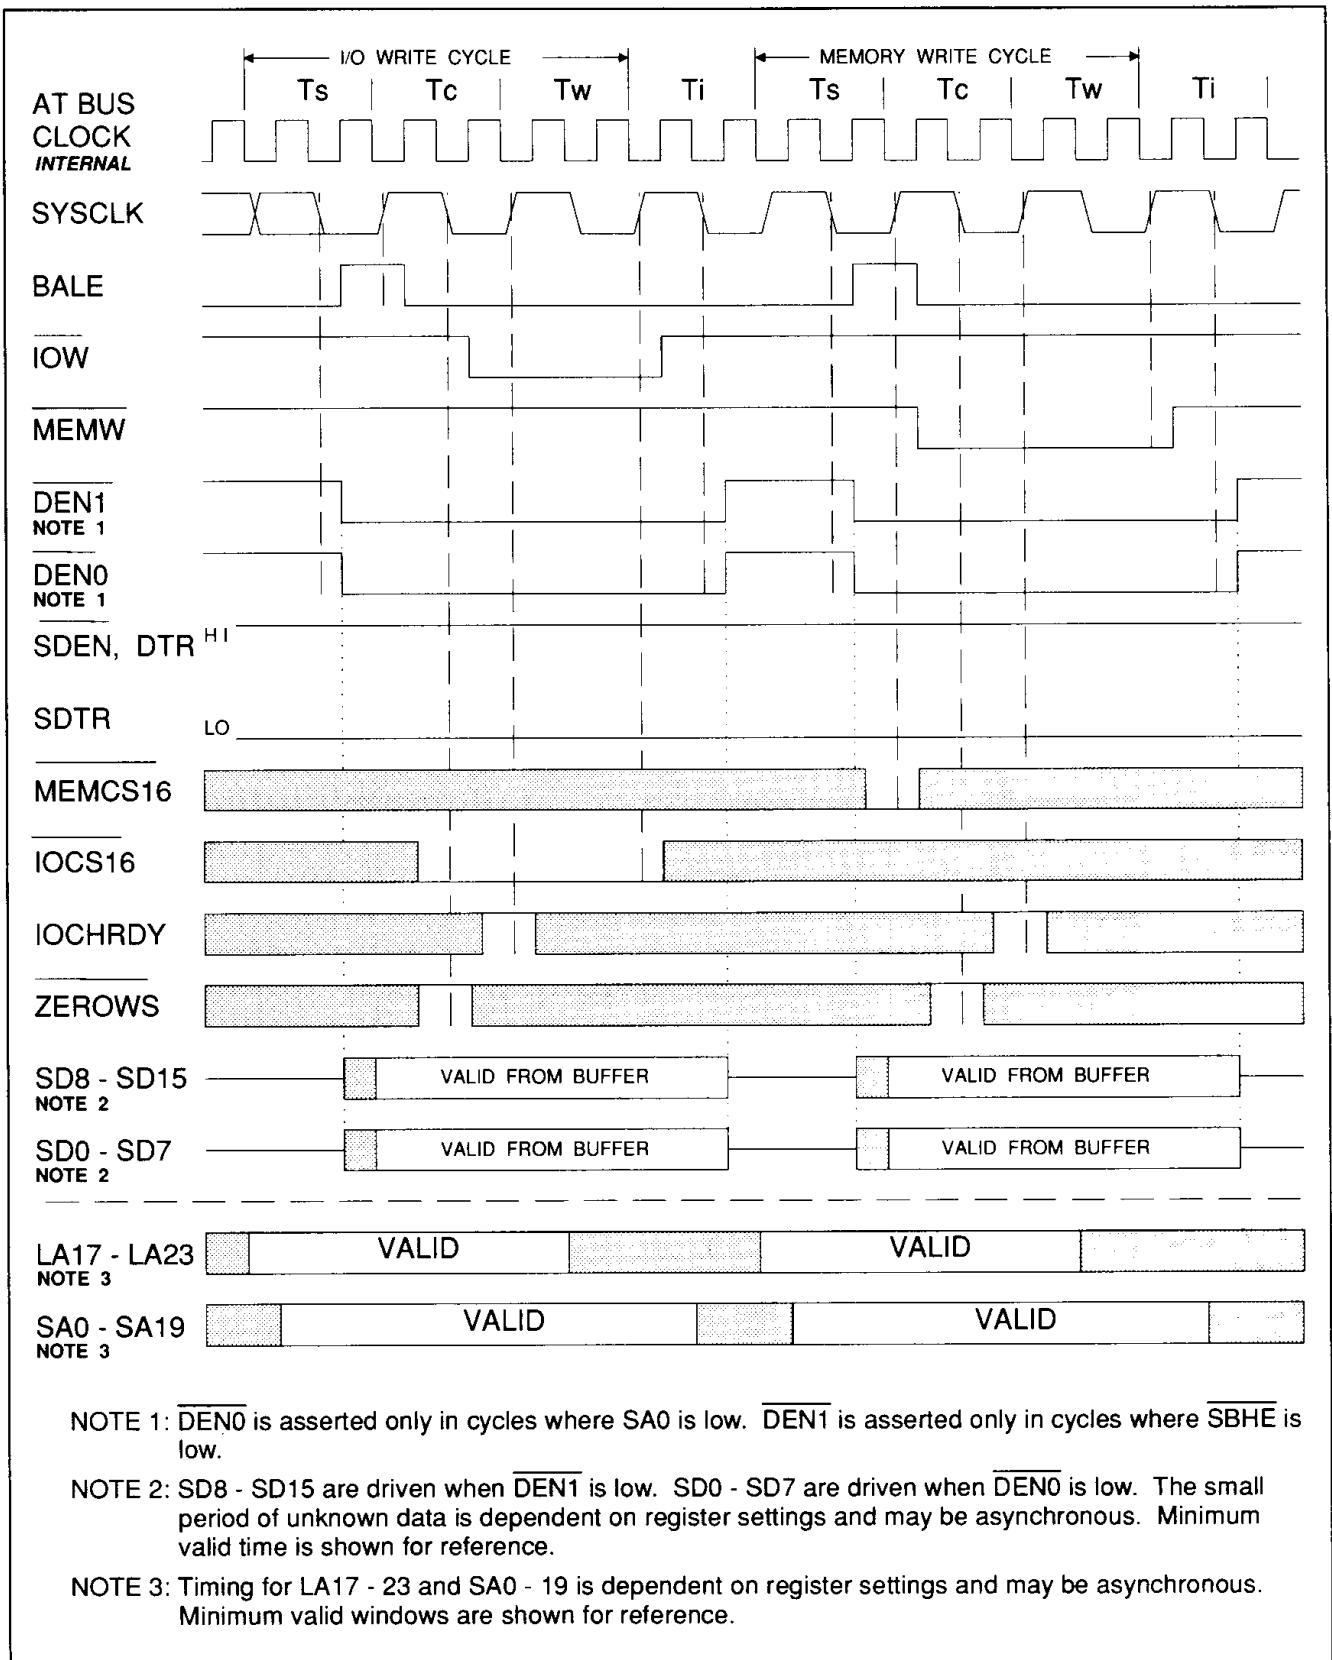 I/O WRITE CYCLE MEMORY WRITE CYCLE
Ts Tc Tw Ti Ts Tc Tw Ti
AT BUS
CLOCK
INTERNAL
SYSCLK
BALE
IOW
MEMW
DEN1
NOTE 1
DEN0
NOTE 1
SDEN, DTR HI
SDTR LO
MEMCS16
IOCS16
IOCHRDY
ZEROWS
SD8 - SD15 VALID FROM BUFFER VALID FROM BUFFER
NOTE 2
SD0 - SD7 VALID FROM BUFFER VALID FROM BUFFER
NOTE 2
LA17 - LA23 VALID VALID
NOTE 3
SA0 - SA19 VALID VALID
NOTE 3
NOTE 1: DEN0 is asserted only in cycles where SA0 is low. DEN1 is asserted only in cycles where SBHE is
low.
NOTE 2: SD8 - SD15 are driven when DEN1 is low. SD0 - SD7 are driven when DEN0 is low. The small
period of unknown data is dependent on register settings and may be asynchronous. Minimum
valid time is shown for reference.
NOTE 3: Timing for LA17 - 23 and SA0 - 19 is dependent on register settings and may be asynchronous.
Minimum valid windows are shown for reference.